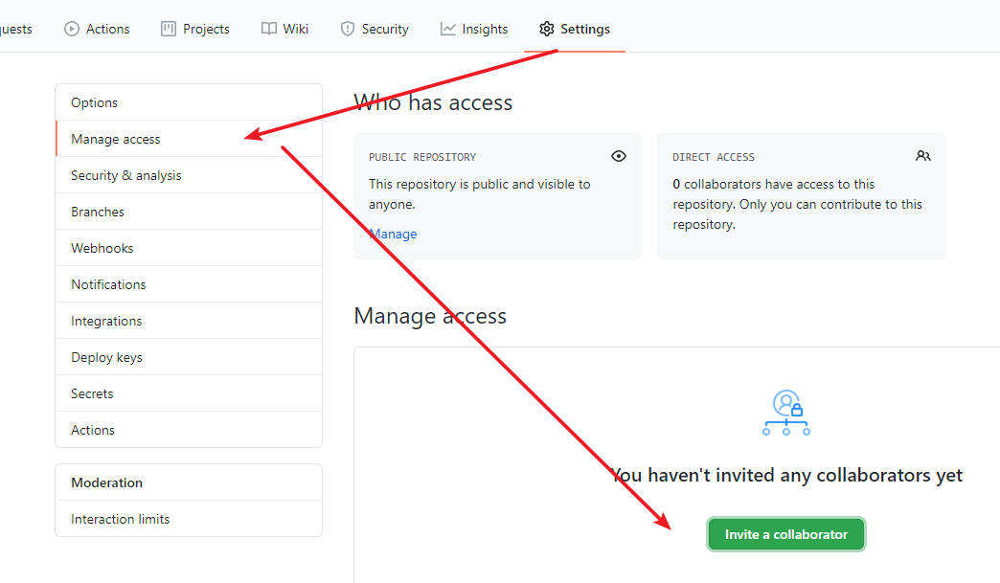 Actions Projects Wiki Security Insights Settings
Options
Manage access
Security & analysis
Branches
Webhooks
Notifications
Integrations
Deploy keys
Secrets
Actions
Moderation
Interaction limits
Who has access
PUBLIC REPOSITORY
This repository is public and visible to
anyone.
Manage
DIRECT ACCESS
0 collaborators have access to this
repository. Only you can contribute to this
repository.
Manage access
You haven't invited any collaborators yet
Invite a collaborator